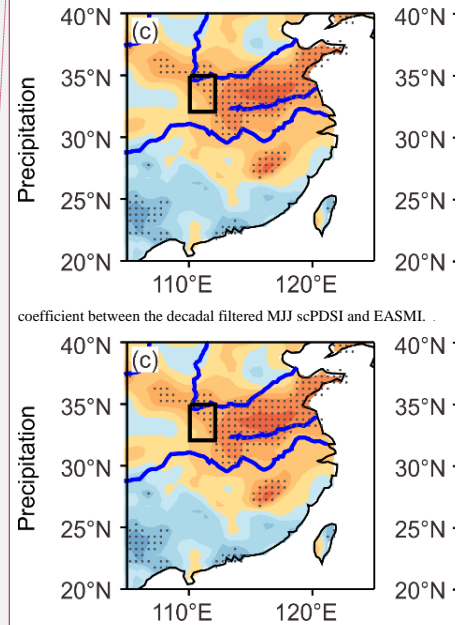 40°N (c) 40°N
35°N 35°N
Precipitation
30°N 30°N
25°N 25°N
20°N 20°N
110°E 120°E
coefficient between the decadal filtered MJJ scPDSI and EASMI.
40°N (c) 40°N
35°N 35°N
Precipitation
30°N 30°N
25°N 25°N
20°N 20°N
110°E 120°E